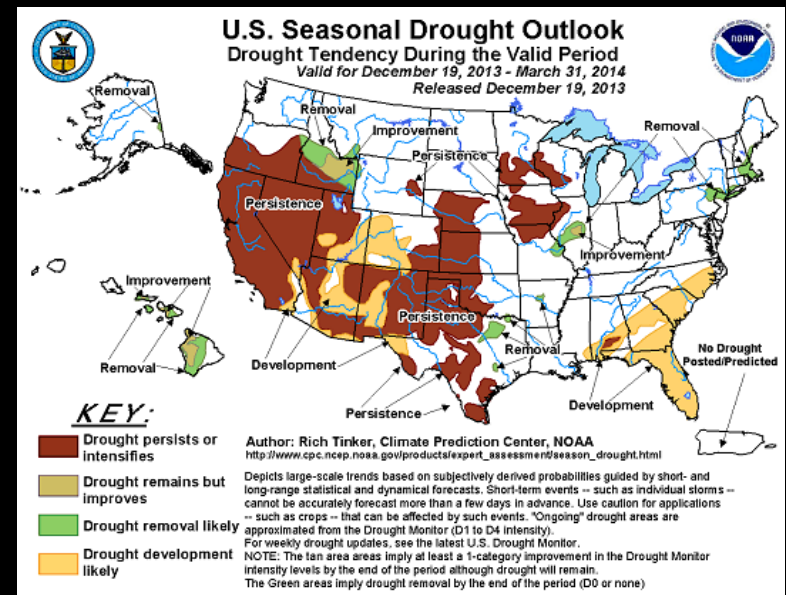 U.S. Seasonal Drought Outlook
Drought Tendency During the Valid Period
Valid for December 19, 2013 - March 31, 2014
Released December 19, 2013
NOAA
Removal
Removal
Improvement
Persistence
Removal
Persistence
Improvement
Improvement
Removal
Persistence
Removal
Development
Persistence
Development
No Drought
Posted/Predicted
KEY:
Drought persists or
intensifies
Drought remains but
improves
Drought removal likely
Drought development
likely
Author: Rich Tinker, Climate Prediction Center, NOAA
http://www.cpc.ncep.noaa.gov/products/expert_assessment/season_drought.html
Depicts large-scale trends based on subjectively derived probabilities guided by short- and
long-range statistical and dynamical forecasts. Short-term events -- such as individual storms --
cannot be accurately forecast more than a few days in advance. Use caution for applications
-- such as crops -- that can be affected by such events. "Ongoing" drought areas are
approximated from the Drought Monitor (D1 to D4 intensity).
For weekly drought updates, see the latest U.S. Drought Monitor.
NOTE: The tan area areas imply at least a 1-category improvement in the Drought Monitor
intensity levels by the end of the period although drought will remain.
The Green areas imply drought removal by the end of the period (D0 or none)